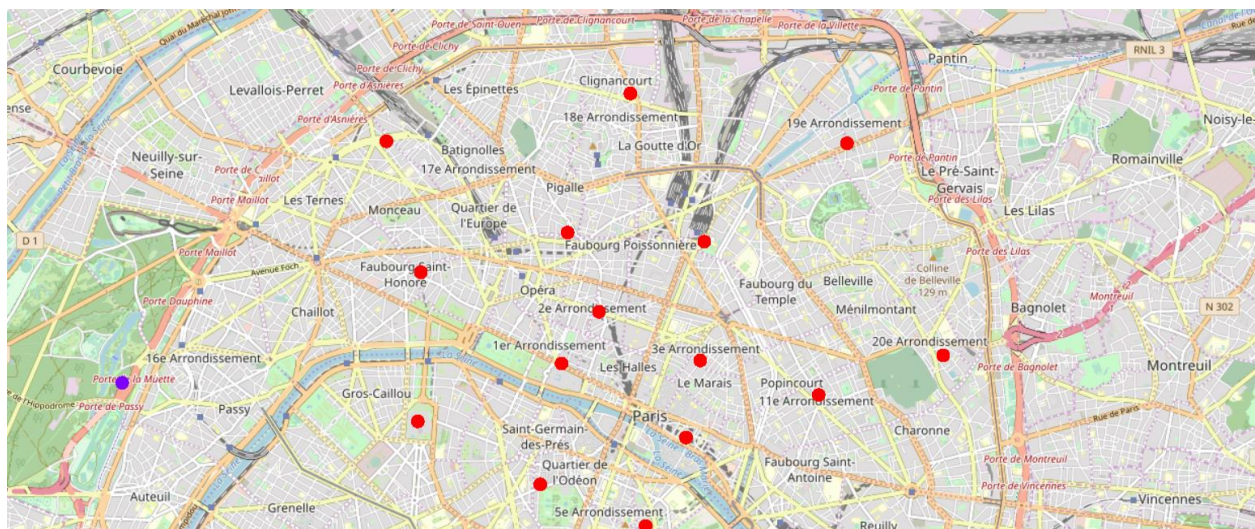 Porte de Saint-Ouen
Porte de Clignancourt
Porte de la Chapelle
Porte de la Villette
Quai du Maréchal Jof
Porte de Clichy
Courbevoie
Porte de Clichy
RNIL 3
Pantin
Levallois-Perret
Porte d'Asnières
Les Épinettes
Clignancourt
Porte de Pantin
Porte d'Asnières
18e Arrondissement
19e Arrondissement
Noisy-le-
Neuilly-sur-
Seine
Batignolles
17e Arrondissement
La Goutte d'Or
Porte de Pantin
Romainville
Le Pré-Saint-
Gervais
Porte Maillot
Les Ternes
Pigalle
Porte des Lilas
Monceau
Quartier de
l'Europe
Les Lilas
D 1
Porte Maillot
Faubourg Poissonnière
Porte des Lilas
Avenue Foch
Faubourg Saint-
Honoré
Opéra
Faubourg du
Temple
Belleville
Colline
de Belleville
129 m
Montreuil
Porte Dauphine
Chaillot
2e Arrondissement
Ménilmontant
Bagnolet
N 302
16e Arrondissement
La Seine
1er Arrondissement
3e Arrondissement
20e Arrondissement
Les Halles
Porte de Bagnolet
Montreuil
Porte de la Muette
Gros-Caillou
Le Marais
Popincourt
11e Arrondissement
Porte de Passy
Passy
Paris
Rue de Paris
Saint-Germain-
des-Prés
Charonne
Porte de Montreuil
Quartier de
l'Odéon
Faubourg Saint-
Antoine
Porte de Vincennes
Auteuil
Grenelle
5e Arrondissement
Reuilly
Vincennes